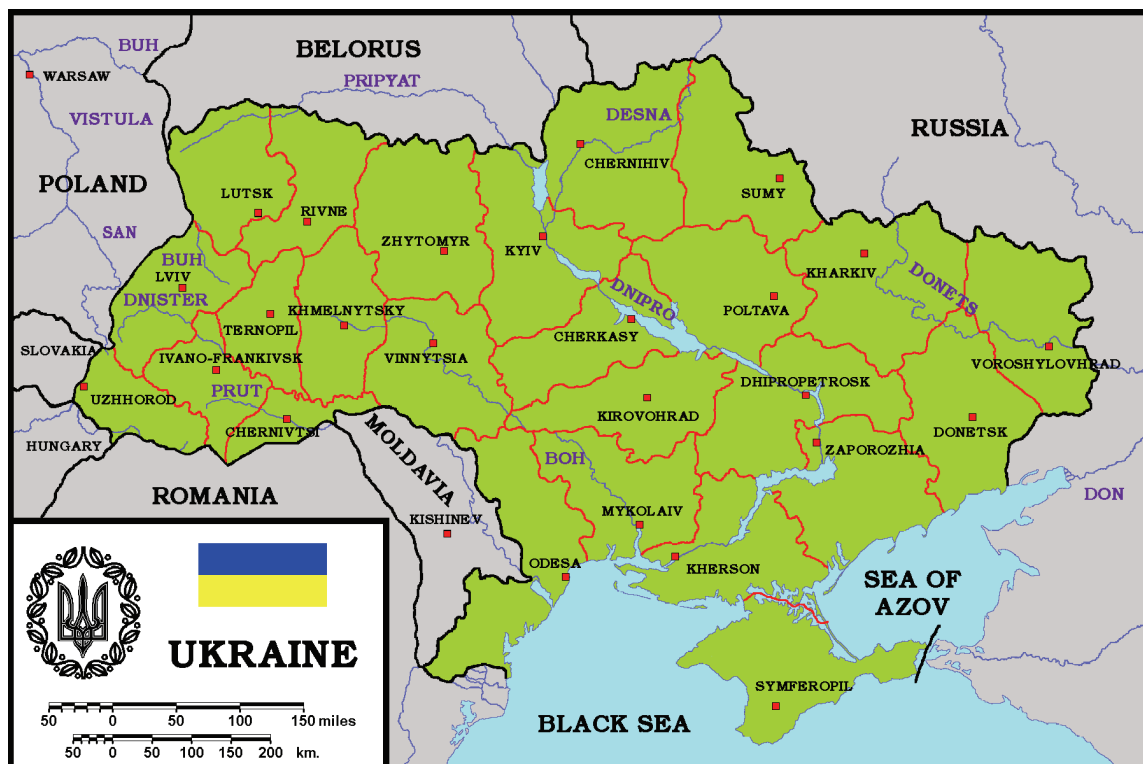 BUH
BELORUS
WARSAW
PRIPYAT
VISTULA
DESNA
RUSSIA
CHERNIHIV
POLAND
SUMY
LUTSK
RIVNE
SAN
ZHYTOMYR
KYIV
BUH
LVIV
KHARKIV
DONETS
DNISTER
DNIPRO
KHMELNYTSKY
POLTAVA
TERNOPIL
CHERKASY
SLOVAKIA
IVANO-FRANKIVSK
VINNYTSIA
VOROSHYLOVHRAD
DHIPROPETROSK
UZHHOROD
PRUT
KIROVOHRAD
CHERNIVTSI
DONETSK
HUNGARY
MOLDAVIA
ZAPOROZHIA
BOH
ROMANIA
DON
KISHINEV
MYKOLAIV
ODESA
KHERSON
SEA OF
AZOV
UKRAINE
SYMFEROPIL
BLACK SEA
50 0 50 100 150 miles
50 0 50 100 150 200 km.